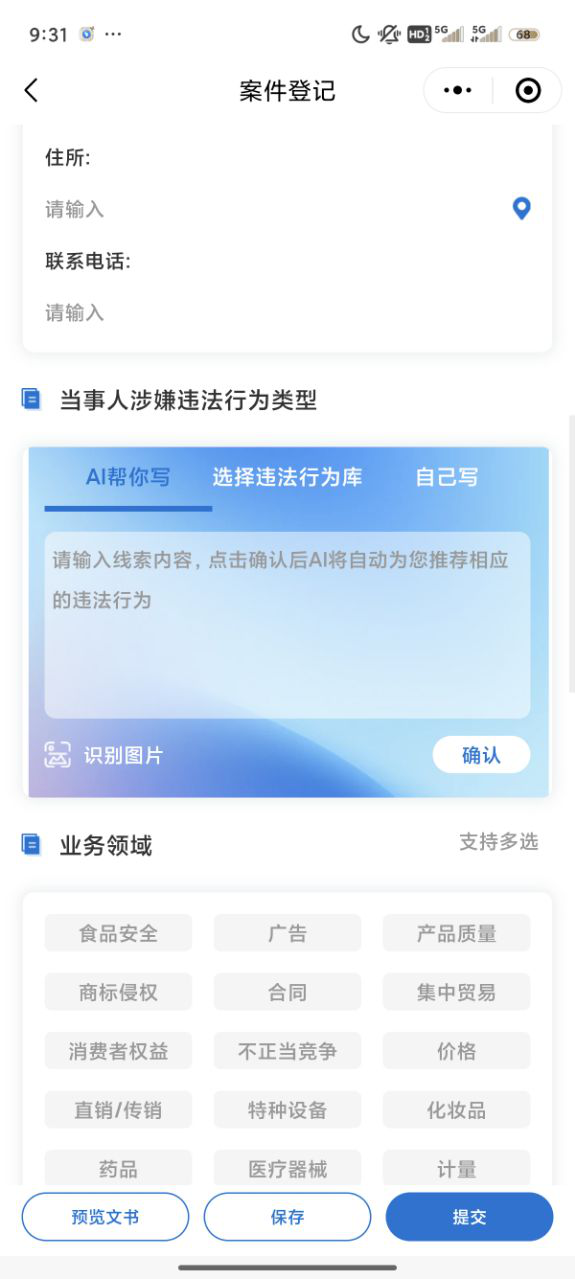 9:31 ··· HD 5G 5G 68
案件登记
住所:
请输入
联系电话:
请输入
当事人涉嫌违法行为类型
AI帮你写 选择违法行为库 自己写
请输入线索内容，点击确认后AI将自动为您推荐相应
的违法行为
识别图片 确认
业务领域 支持多选
食品安全 广告 产品质量
商标侵权 合同 集中贸易
消费者权益 不正当竞争 价格
直销/传销 特种设备 化妆品
药品 医疗器械 计量
预览文书 保存 提交